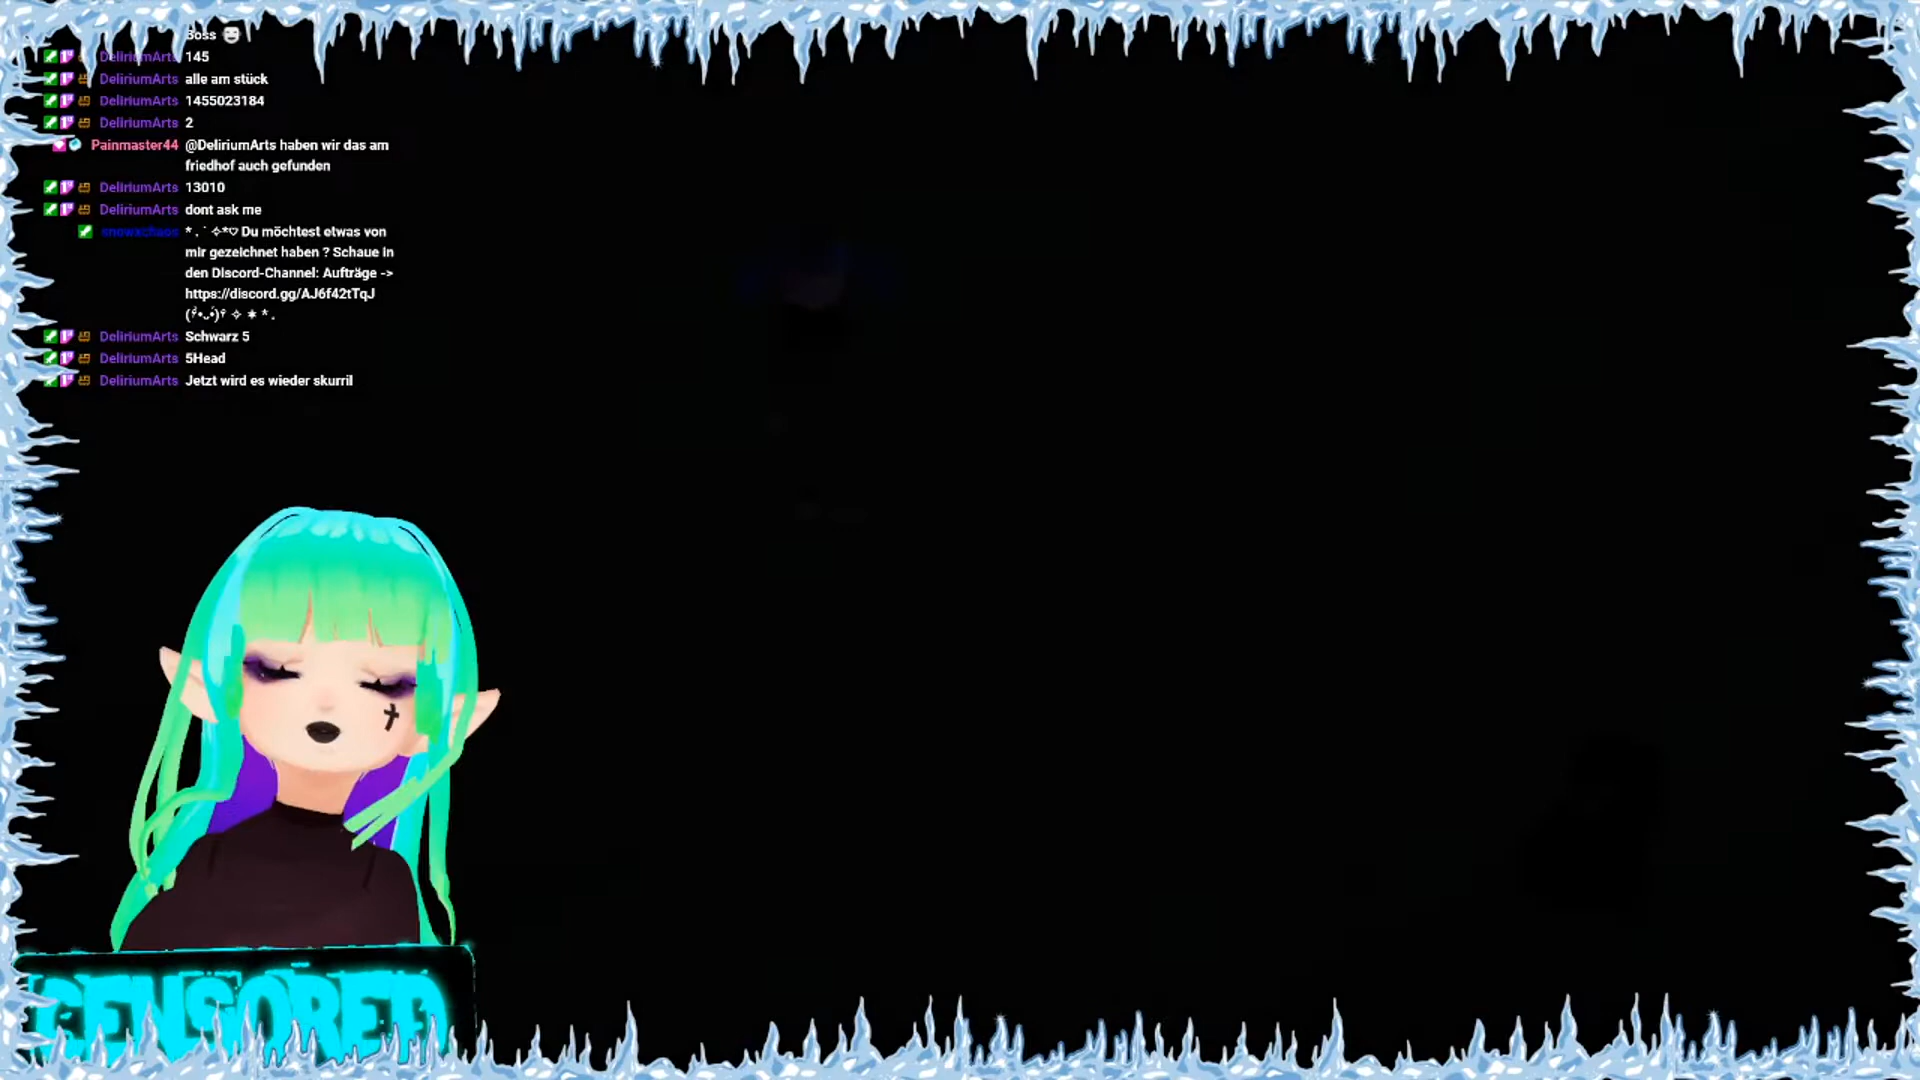 Boss
DeliriumArts 145
DeliriumArts alle am stück
DeliriumArts 1455023184
DeliriumArts 2
Painmaster44 @DeliriumArts haben wir das am
friedhof auch gefunden
DeliriumArts 13010
DeliriumArts dont ask me
snowxchaos *. ˙ ✧*♡ Du möchtest etwas von
mir gezeichnet haben ? Schaue in
den Discord-Channel: Aufträge ->
https://discord.gg/AJ6f42tTqJ
DeliriumArts Schwarz 5
DeliriumArts 5Head
DeliriumArts Jetzt wird es wieder skurril
CENSORED